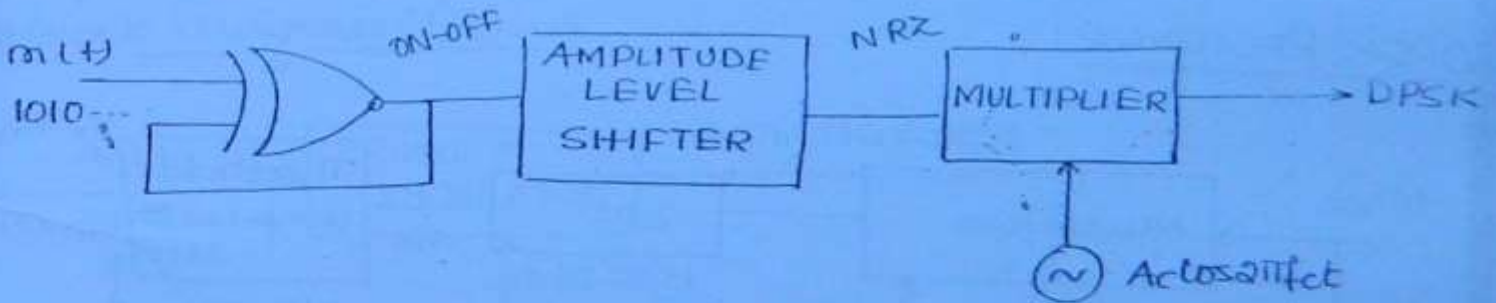 m(t)
1010---
ON-OFF
AMPLITUDE
LEVEL
SHIFTER
NRZ
MULTIPLIER
DPSK
Accos2πfct